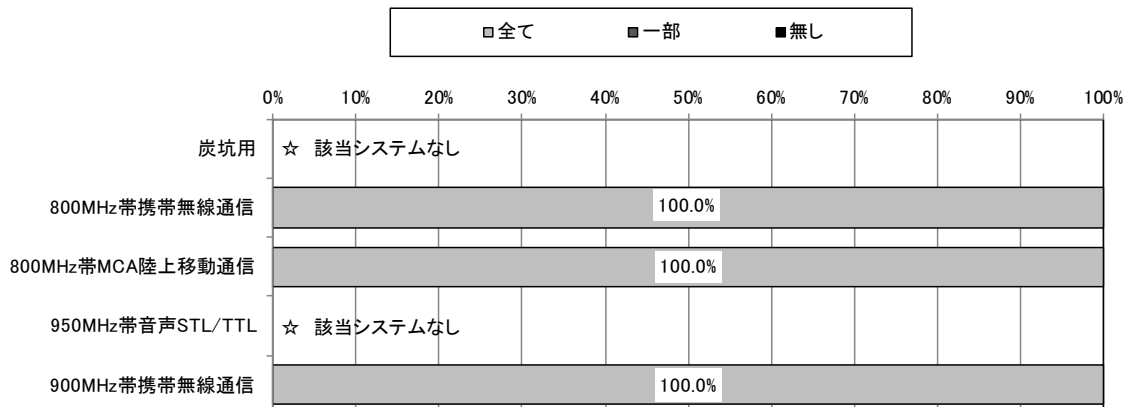 全て 一部 無し
0% 10% 20% 30% 40% 50% 60% 70% 80% 90% 100%
炭坑用 ☆ 該当システムなし
800MHz帯携帯無線通信 100.0%
800MHz帯MCA陸上移動通信 100.0%
950MHz帯音声STL/TTL ☆ 該当システムなし
900MHz帯携帯無線通信 100.0%